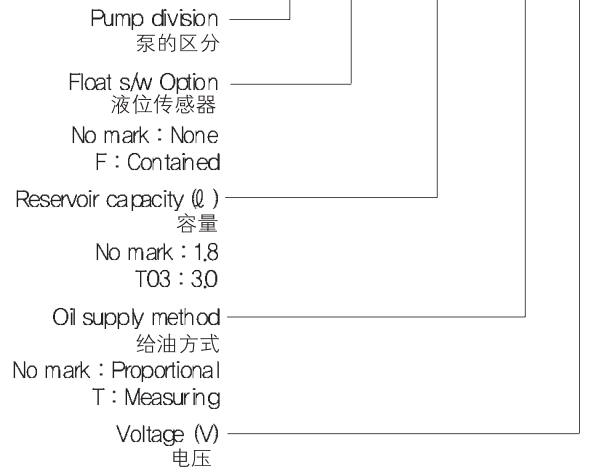 Pump division
泵的区分
Float s/w Option
液位传感器
No mark : None
F : Contained
Reservoir capacity (ℓ )
容量
No mark : 1.8
T03 : 3.0
Oil supply method
给油方式
No mark : Proportional
T : Measuring
Voltage (V)
电压